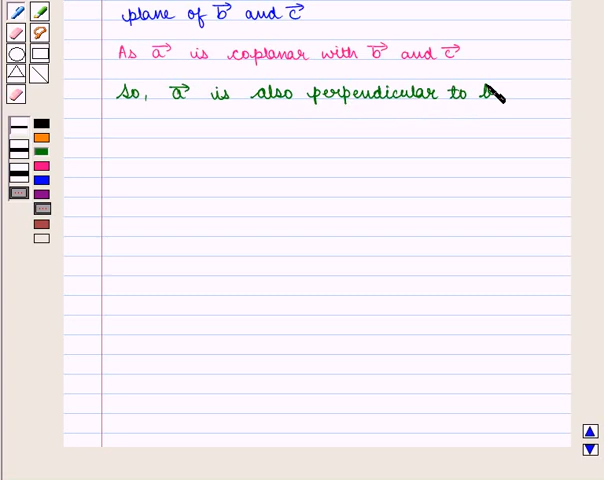 plane of b⃗ and c⃗
As a⃗ is coplanar with b⃗ and c⃗
So, a⃗ is also perpendicular to